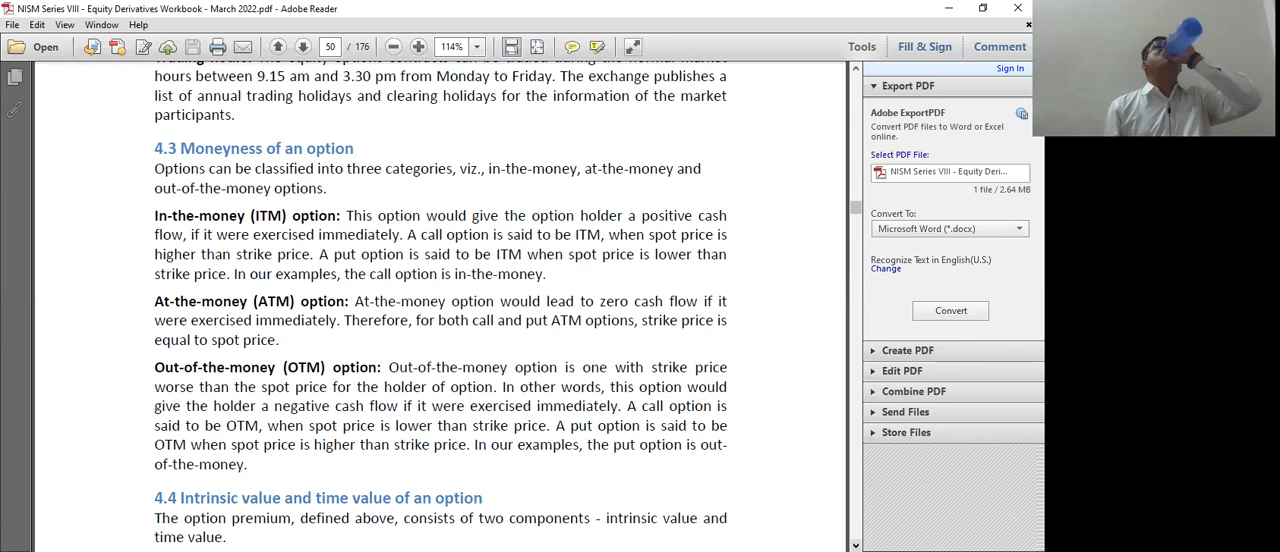 NISM Series VIII - Equity Derivatives Workbook - March 2022.pdf - Adobe Reader
File Edit View Window Help
Open 50 / 176 114% Tools Fill & Sign Comment
hours between 9.15 am and 3.30 pm from Monday to Friday. The exchange publishes a
list of annual trading holidays and clearing holidays for the information of the market
participants.
4.3 Moneyness of an option
Options can be classified into three categories, viz., in-the-money, at-the-money and
out-of-the-money options.
In-the-money (ITM) option: This option would give the option holder a positive cash
flow, if it were exercised immediately. A call option is said to be ITM, when spot price is
higher than strike price. A put option is said to be ITM when spot price is lower than
strike price. In our examples, the call option is in-the-money.
At-the-money (ATM) option: At-the-money option would lead to zero cash flow if it
were exercised immediately. Therefore, for both call and put ATM options, strike price is
equal to spot price.
Out-of-the-money (OTM) option: Out-of-the-money option is one with strike price
worse than the spot price for the holder of option. In other words, this option would
give the holder a negative cash flow if it were exercised immediately. A call option is
said to be OTM, when spot price is lower than strike price. A put option is said to be
OTM when spot price is higher than strike price. In our examples, the put option is out-
of-the-money.
4.4 Intrinsic value and time value of an option
The option premium, defined above, consists of two components - intrinsic value and
time value.
Sign In
Export PDF
Adobe ExportPDF
Convert PDF files to Word or Excel
online.
Select PDF File:
NISM Series VIII - Equity Deri...
1 file / 2.64 MB
Convert To:
Microsoft Word (*.docx)
Recognize Text in English(U.S.)
Change
Convert
Create PDF
Edit PDF
Combine PDF
Send Files
Store Files